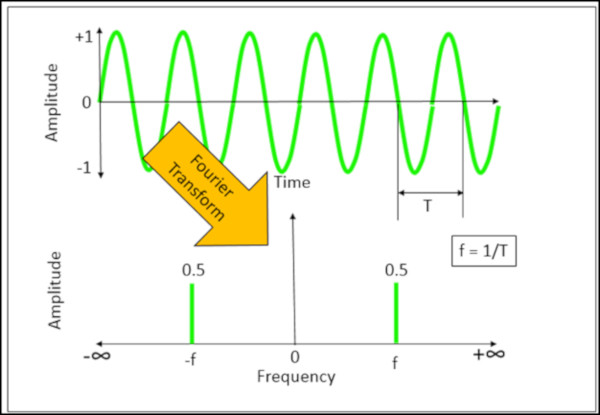 +1
Amplitude
0
-1
Time
T
Fourier
Transform
f = 1/T
0.5
0.5
Amplitude
-∞
-f
0
f
+∞
Frequency